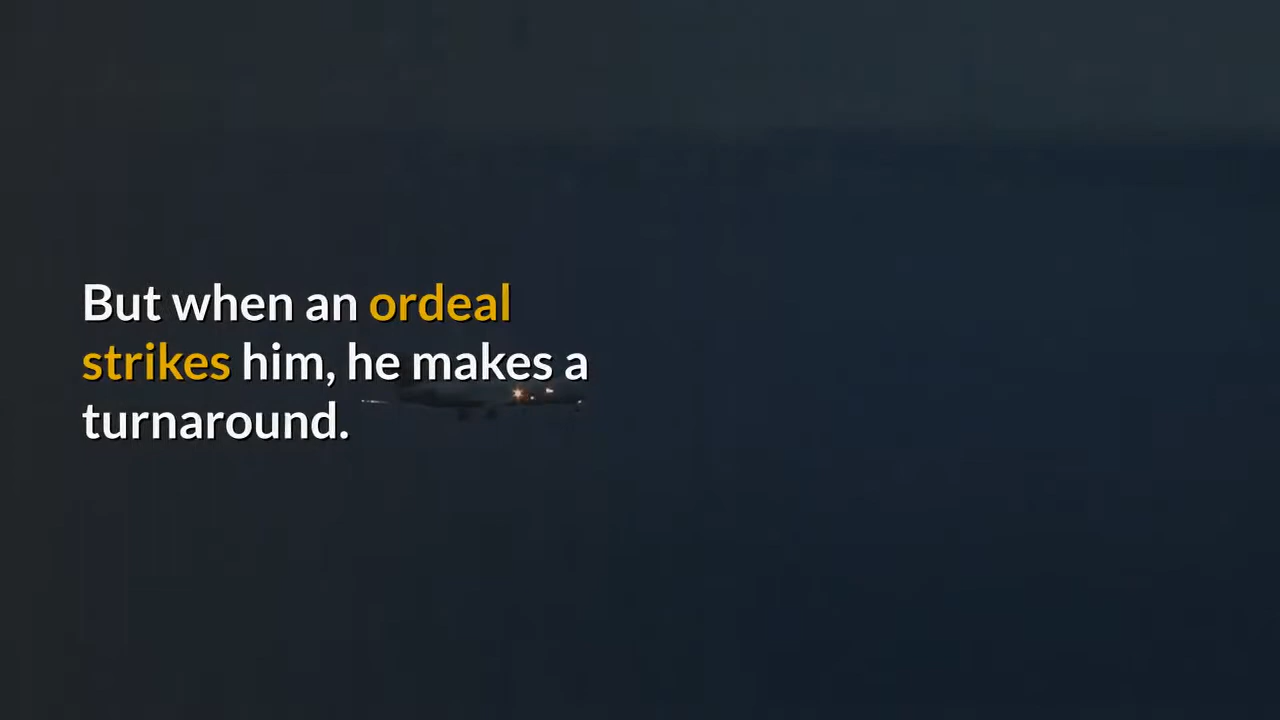 But when an ordeal
strikes him, he makes a
turnaround.